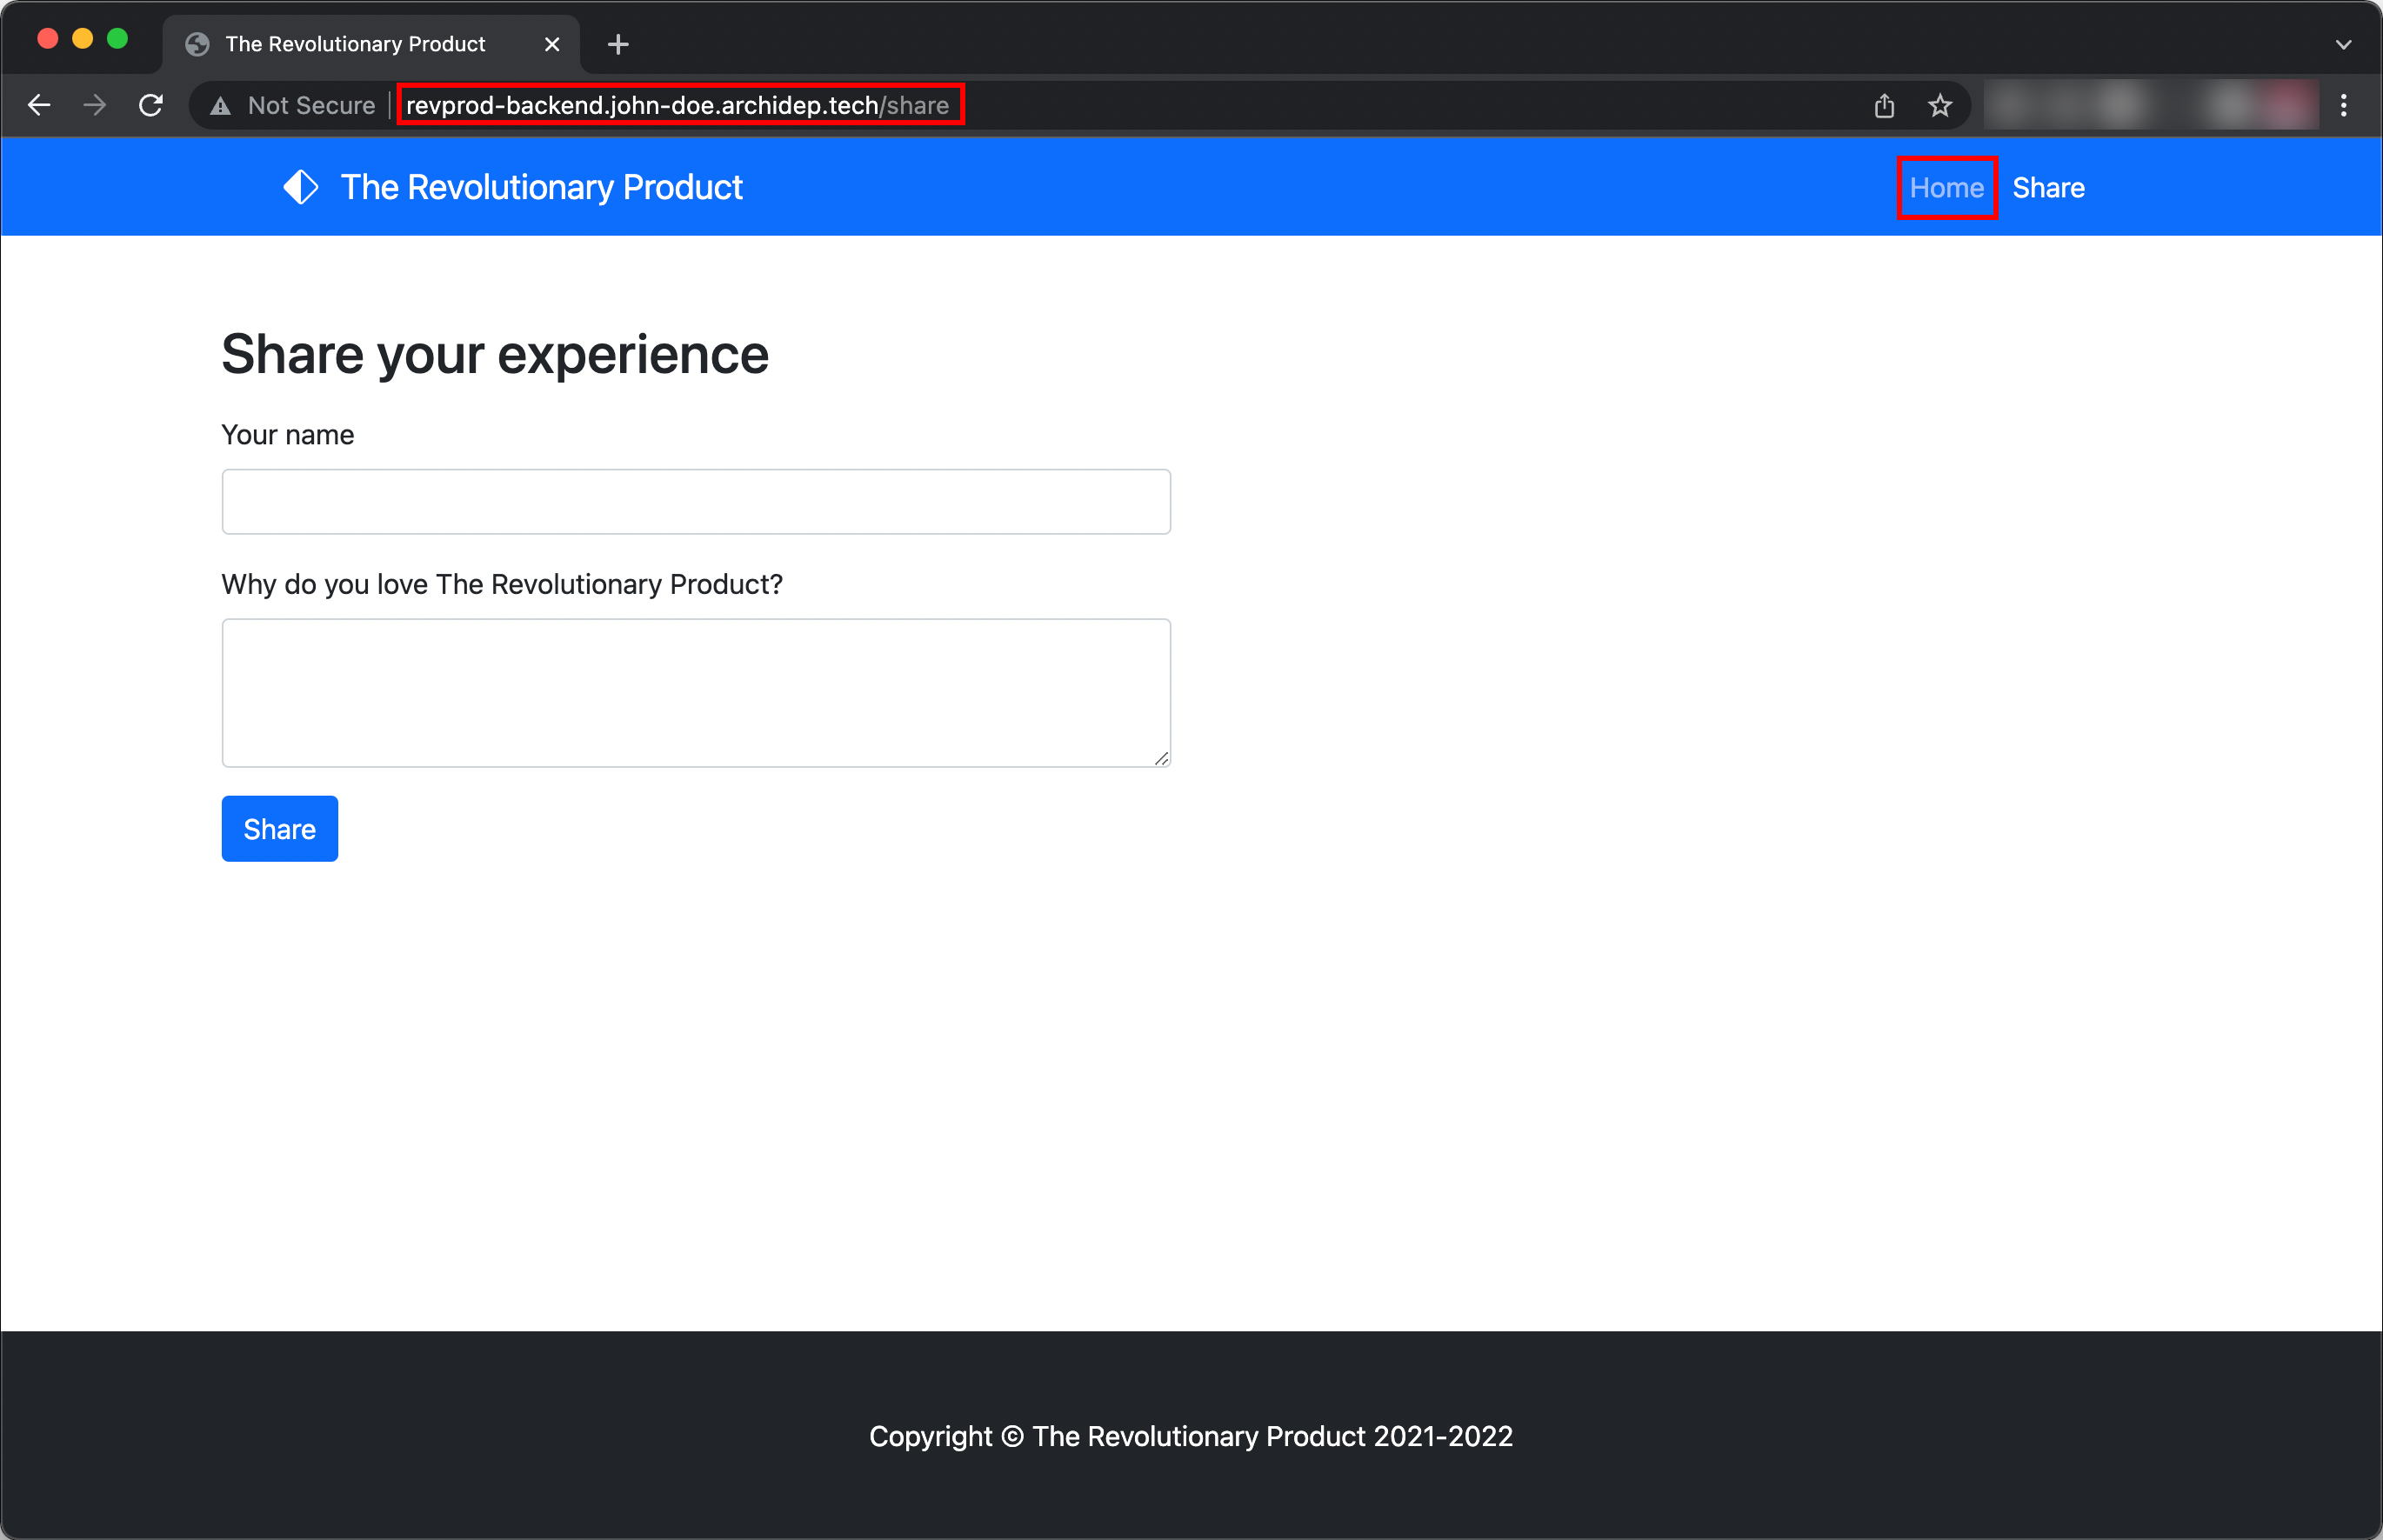 The Revolutionary Product
Not Secure | revprod-backend.john-doe.archidep.tech/share
The Revolutionary Product
Home Share
Share your experience
Your name
Why do you love The Revolutionary Product?
Share
Copyright © The Revolutionary Product 2021-2022